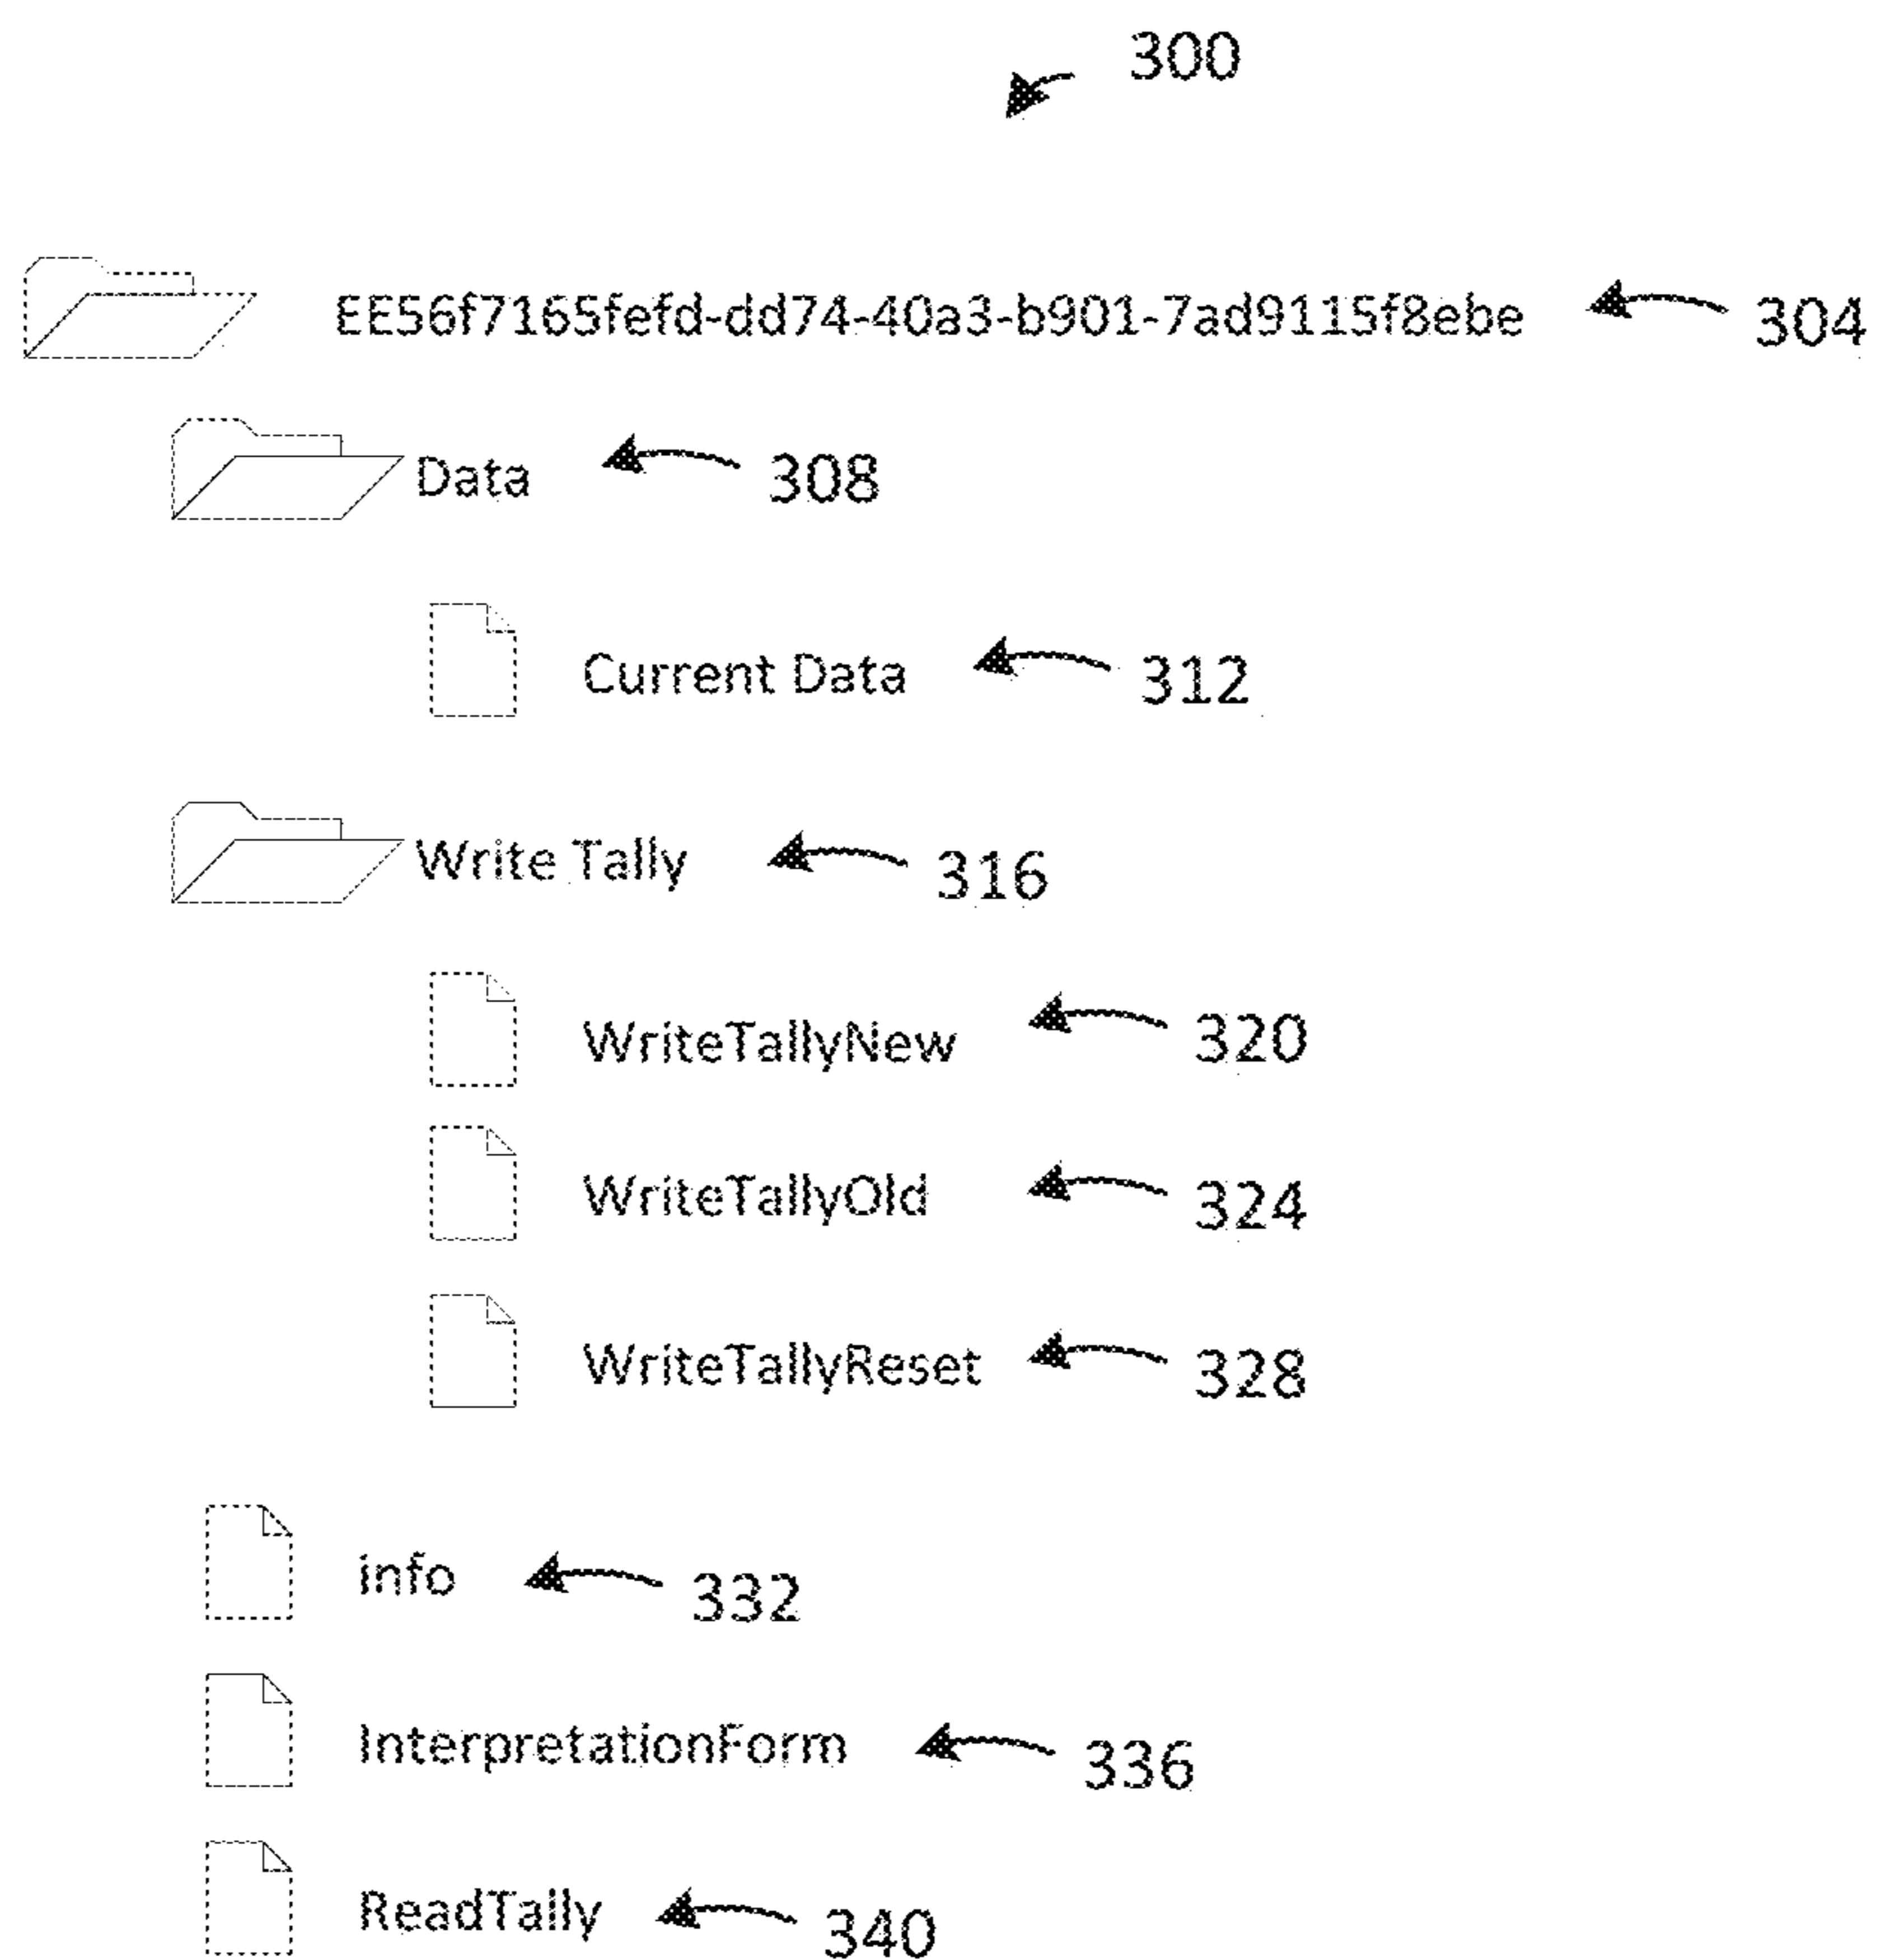 300
EE56f7165fefd-dd74-40a3-b901-7ad9115f8ebe 304
Data 308
Current Data 312
Write Tally 316
WriteTallyNew 320
WriteTallyOld 324
WriteTallyReset 328
info 332
InterpretationForm 336
ReadTally 340